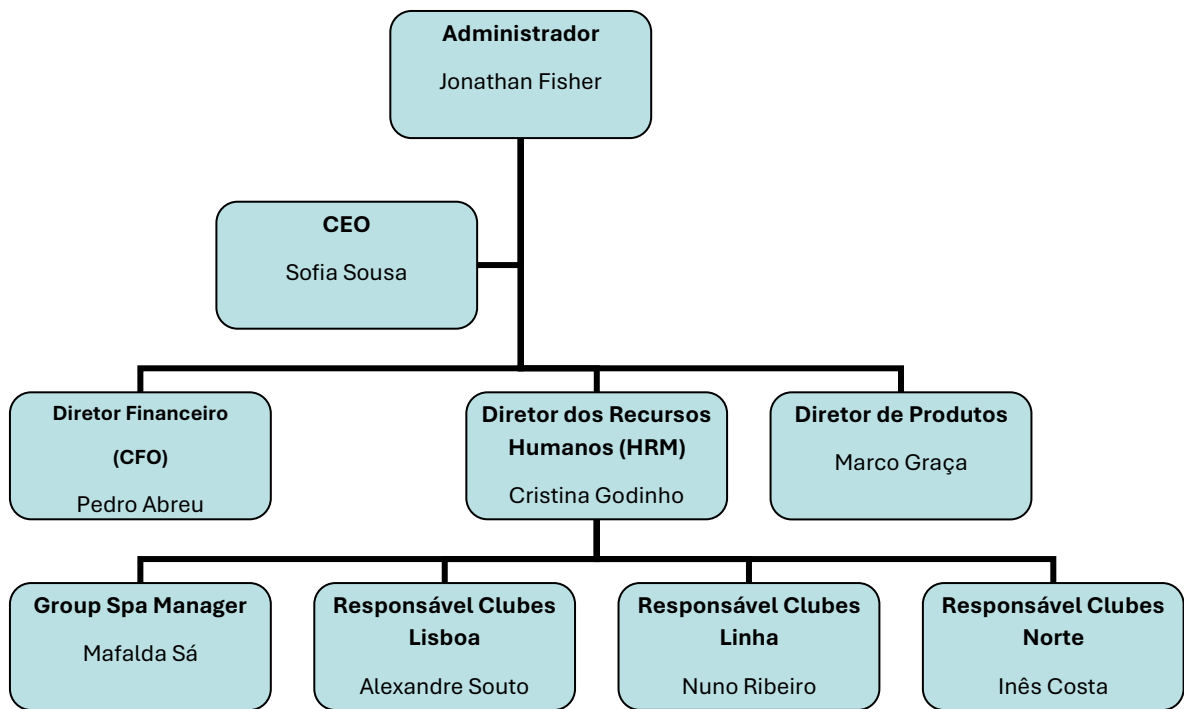 Administrador
Jonathan Fisher
CEO
Sofia Sousa
Diretor Financeiro
(CFO)
Pedro Abreu
Diretor dos Recursos
Humanos (HRM)
Cristina Godinho
Diretor de Produtos
Marco Graça
Group Spa Manager
Mafalda Sá
Responsável Clubes
Lisboa
Alexandre Souto
Responsável Clubes
Linha
Nuno Ribeiro
Responsável Clubes
Norte
Inês Costa